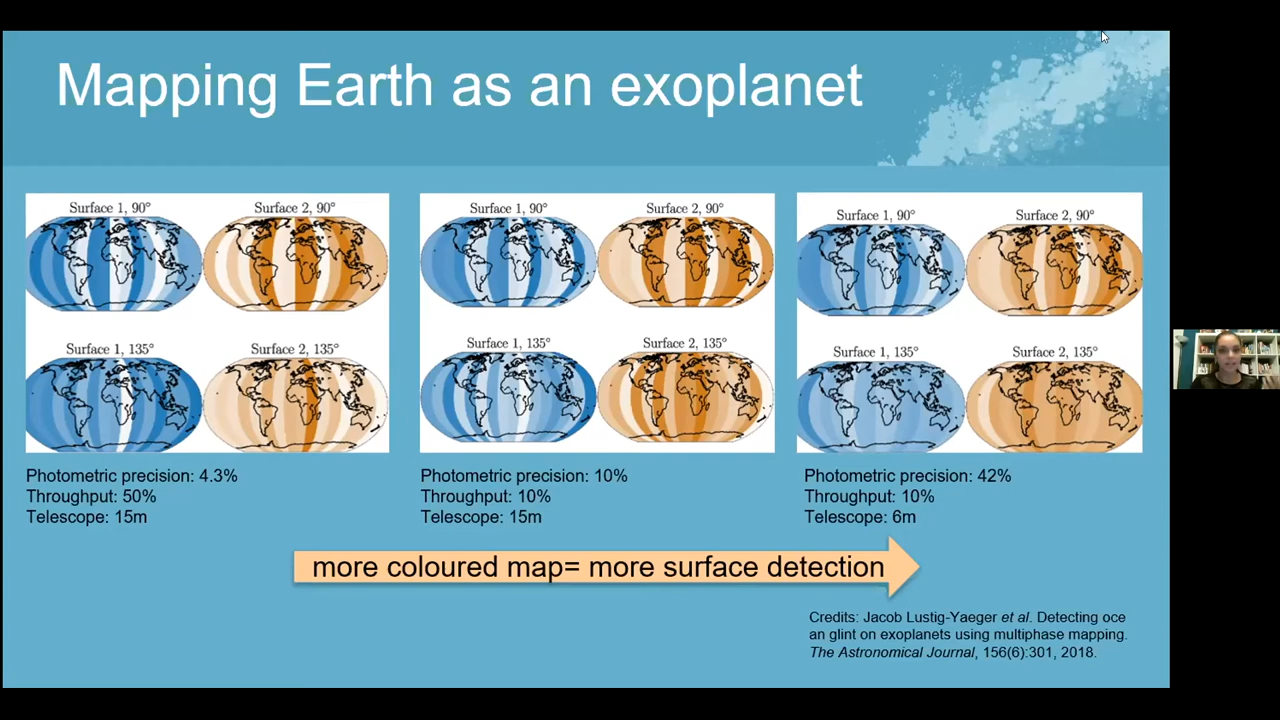 Mapping Earth as an exoplanet
Surface 1, 90°
Surface 2, 90°
Surface 1, 135°
Surface 2, 135°
Photometric precision: 4.3%
Throughput: 50%
Telescope: 15m
Surface 1, 90°
Surface 2, 90°
Surface 1, 135°
Surface 2, 135°
Photometric precision: 10%
Throughput: 10%
Telescope: 15m
Surface 1, 90°
Surface 2, 90°
Surface 1, 135°
Surface 2, 135°
Photometric precision: 42%
Throughput: 10%
Telescope: 6m
more coloured map= more surface detection
Credits: Jacob Lustig-Yaeger et al. Detecting oce
an glint on exoplanets using multiphase mapping.
The Astronomical Journal, 156(6):301, 2018.